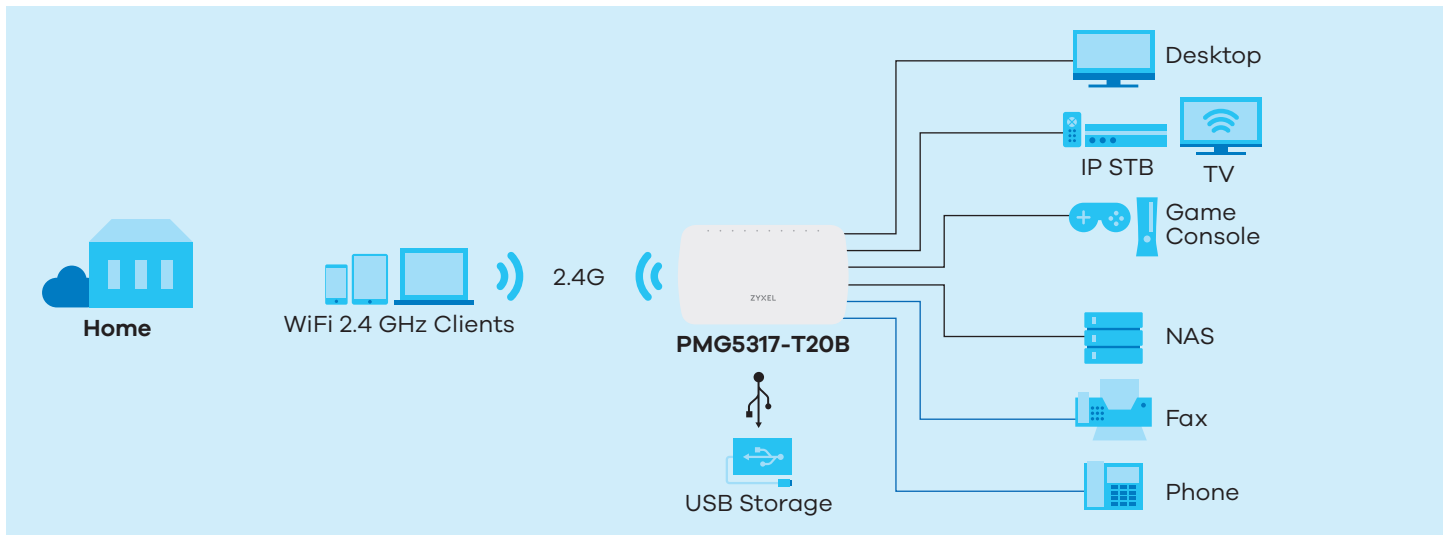 Desktop
IP STB
TV
Game
Console
Home
WiFi 2.4 GHz Clients
2.4G
ZYXEL
PMG5317-T20B
NAS
Fax
USB Storage
Phone